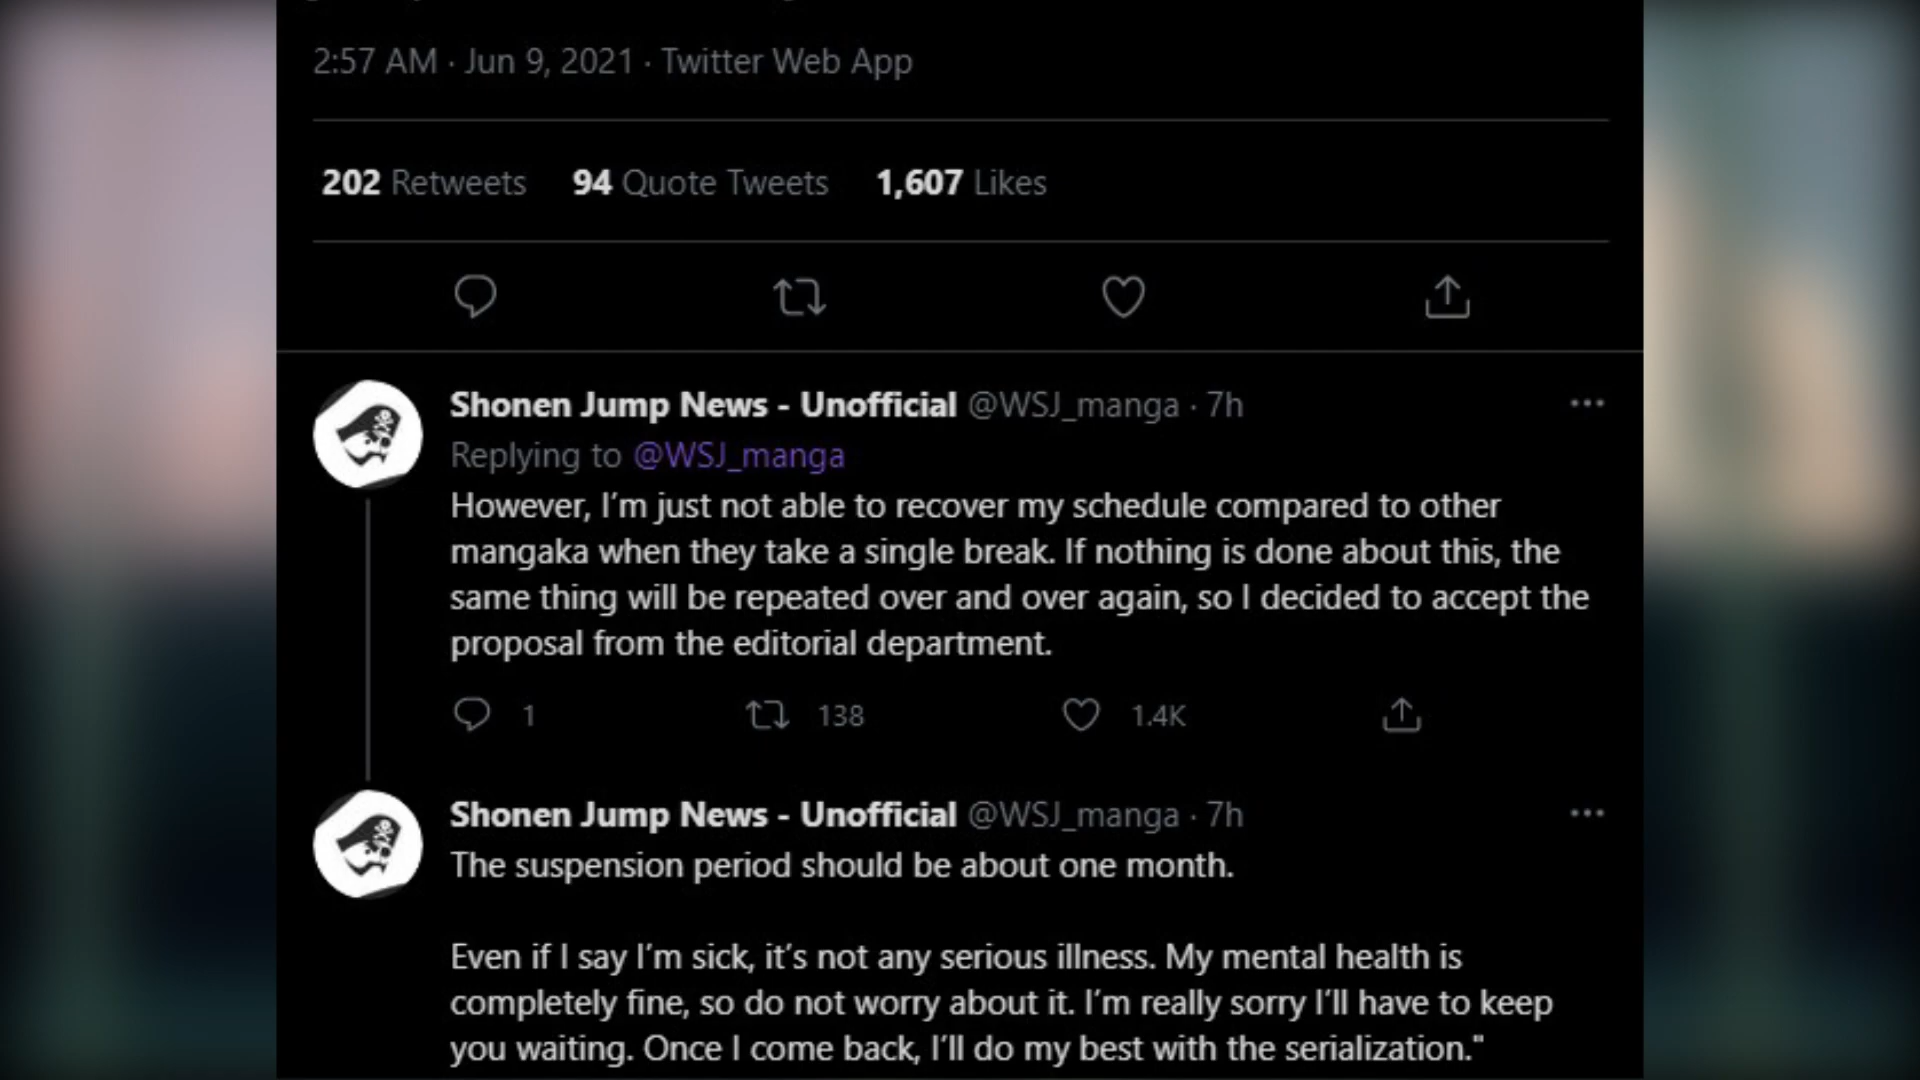 2:57 AM · Jun 9, 2021 · Twitter Web App
202 Retweets 94 Quote Tweets 1,607 Likes
Shonen Jump News - Unofficial @WSJ_manga · 7h
Replying to @WSJ_manga
However, I'm just not able to recover my schedule compared to other
mangaka when they take a single break. If nothing is done about this, the
same thing will be repeated over and over again, so I decided to accept the
proposal from the editorial department.
1 138 1.4K
Shonen Jump News - Unofficial @WSJ_manga · 7h
The suspension period should be about one month.
Even if I say I'm sick, it's not any serious illness. My mental health is
completely fine, so do not worry about it. I'm really sorry I'll have to keep
you waiting. Once I come back, I'll do my best with the serialization."